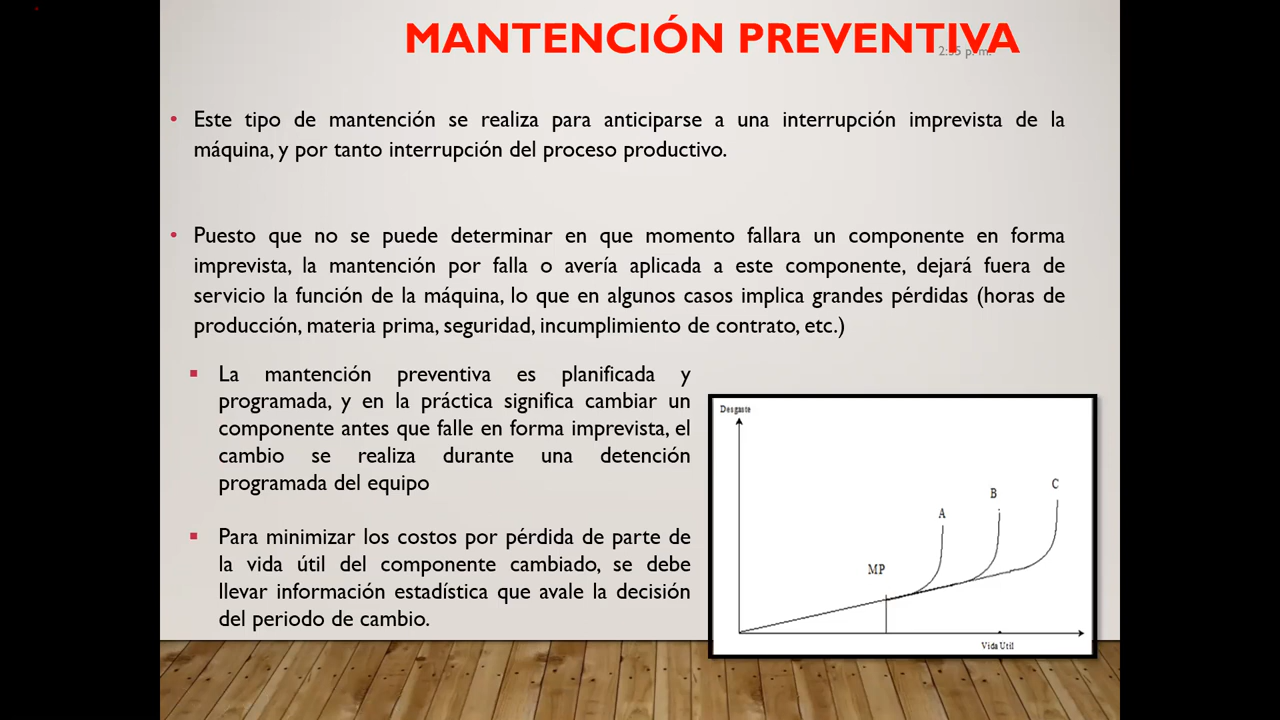 MANTENCIÓN PREVENTIVA
2:35 p. m.
• Este tipo de mantención se realiza para anticiparse a una interrupción imprevista de la
máquina, y por tanto interrupción del proceso productivo.
• Puesto que no se puede determinar en que momento fallara un componente en forma
imprevista, la mantención por falla o avería aplicada a este componente, dejará fuera de
servicio la función de la máquina, lo que en algunos casos implica grandes pérdidas (horas de
producción, materia prima, seguridad, incumplimiento de contrato, etc.)
▪ La mantención preventiva es planificada y
programada, y en la práctica significa cambiar un
componente antes que falle en forma imprevista, el
cambio se realiza durante una detención
programada del equipo
▪ Para minimizar los costos por pérdida de parte de
la vida útil del componente cambiado, se debe
llevar información estadística que avale la decisión
del periodo de cambio.
Desgaste
C
B
A
MP
Vida Util